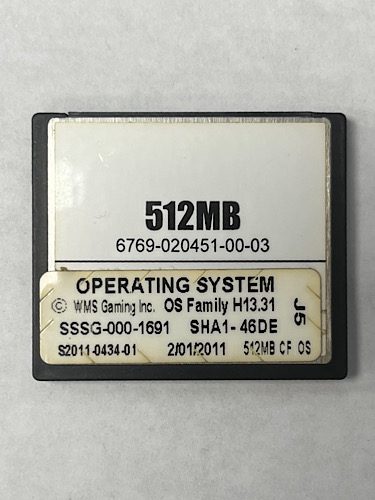 512MB
6769-020451-00-03
OPERATING SYSTEM
© WMS Gaming Inc. OS Family H13.31
SSSG-000-1691 SHA1- 46DE
S2011-0434-01 2/01/2011 512MB CF OS
J5